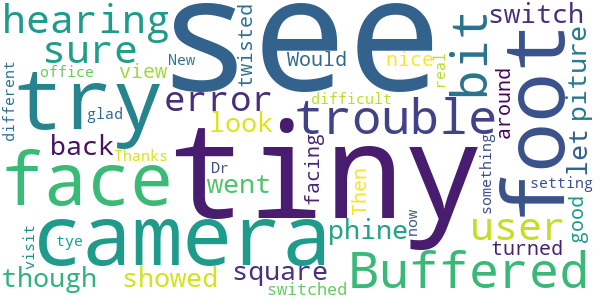 hearing
see
switch
sure
twisted
Would
nice
bit
New
office
view
different
try
error
difficult
real
foot
piture
glad
look
trouble
around
let
back
Thanks
tiny
face
Dr
went
facing
Then
something
setting
camera
phine
now
user
good
visit
tye
turned
though
showed
square
switched
Buffered